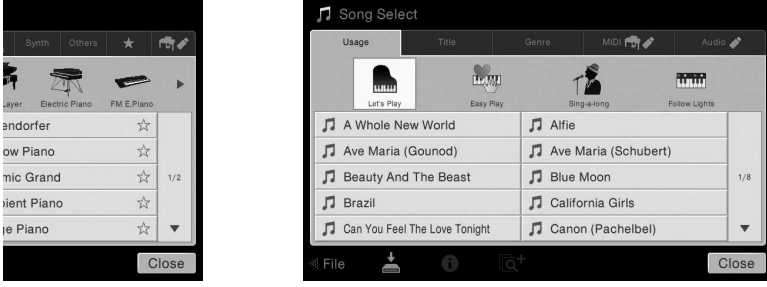 Synth Others
Layer Electric Piano FM E.Piano
endorfer
ow Piano
mic Grand
1/2
bient Piano
ge Piano
Close
Song Select
Usage Title Genre MIDI Audio
Let's Play Easy Play Sing-a-long Follow Lights
A Whole New World Alfie
Ave Maria (Gounod) Ave Maria (Schubert)
Beauty And The Beast Blue Moon
1/8
Brazil California Girls
Can You Feel The Love Tonight Canon (Pachelbel)
File Close